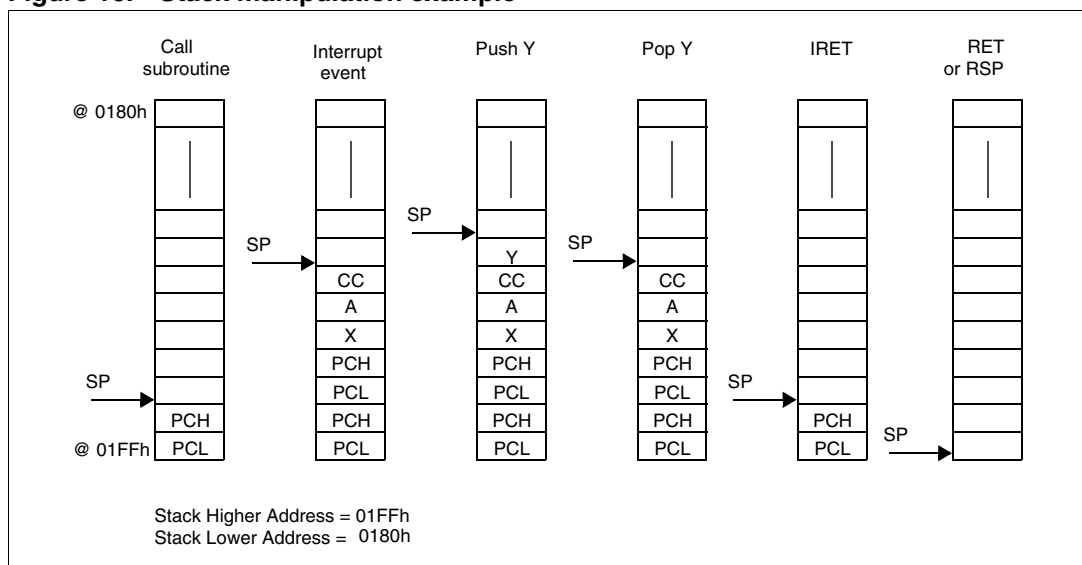 Figure 10. Stack manipulation example
Call subroutine
Interrupt event
Push Y
Pop Y
IRET
RET or RSP
@ 0180h
SP
SP
SP
Y
SP
CC
CC
CC
A
A
A
X
X
X
PCH
PCH
PCH
SP
SP
PCL
PCL
PCL
PCH
PCH
PCH
PCH
PCH
SP
@ 01FFh
PCL
PCL
PCL
PCL
PCL
Stack Higher Address = 01FFh
Stack Lower Address = 0180h